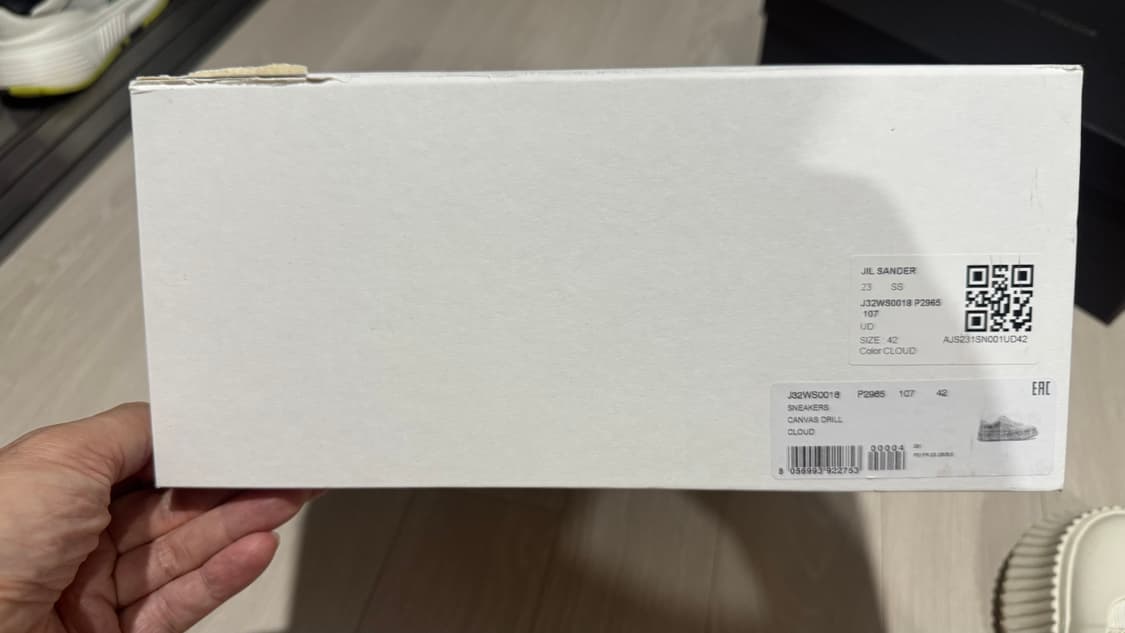 JIL SANDER
23 SS
J32WS0018 P2965
107
UD
SIZE : 42 AJS231SN001UD42
Color:CLOUD
J32WS0018 P2965 107 42 EAC
SNEAKERS
CANVAS DRILL
CLOUD
00004
8 056993 922753